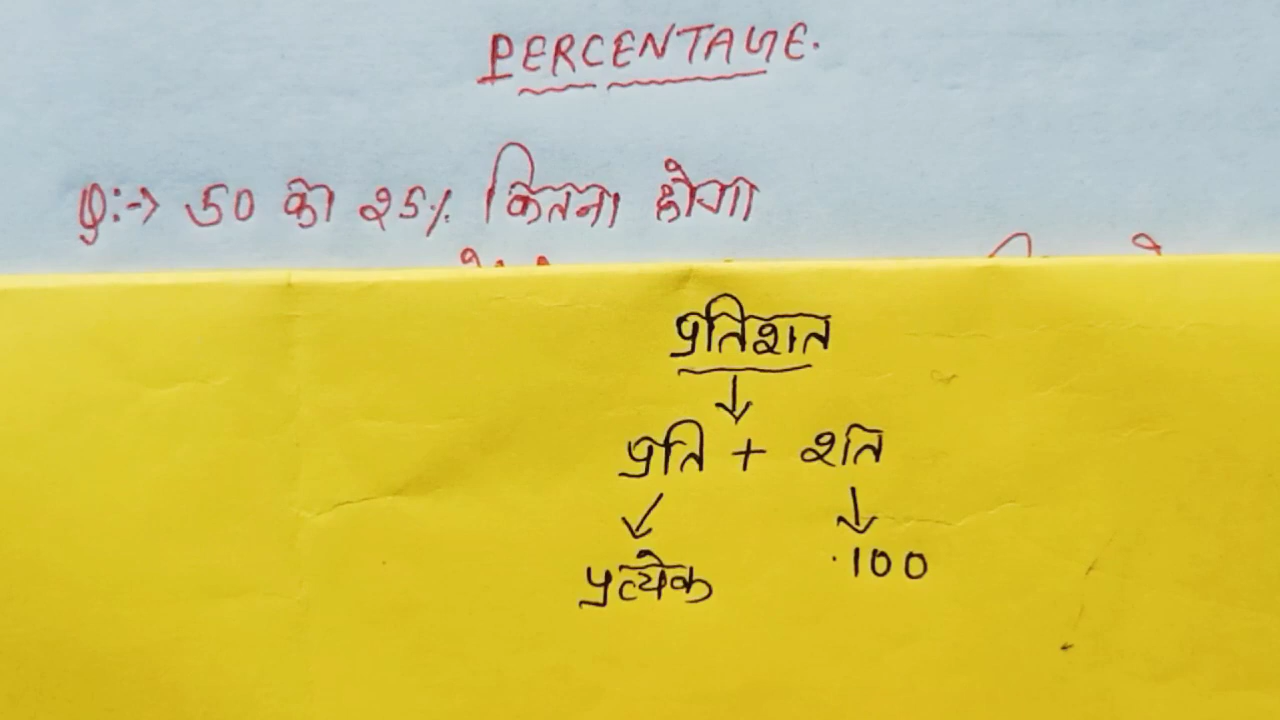 PERCENTAGE.
Q:→ 50 का 25% कितना होगा
प्रतिशत
↓
प्रति + शत
↙ ↓
प्रत्येक 100